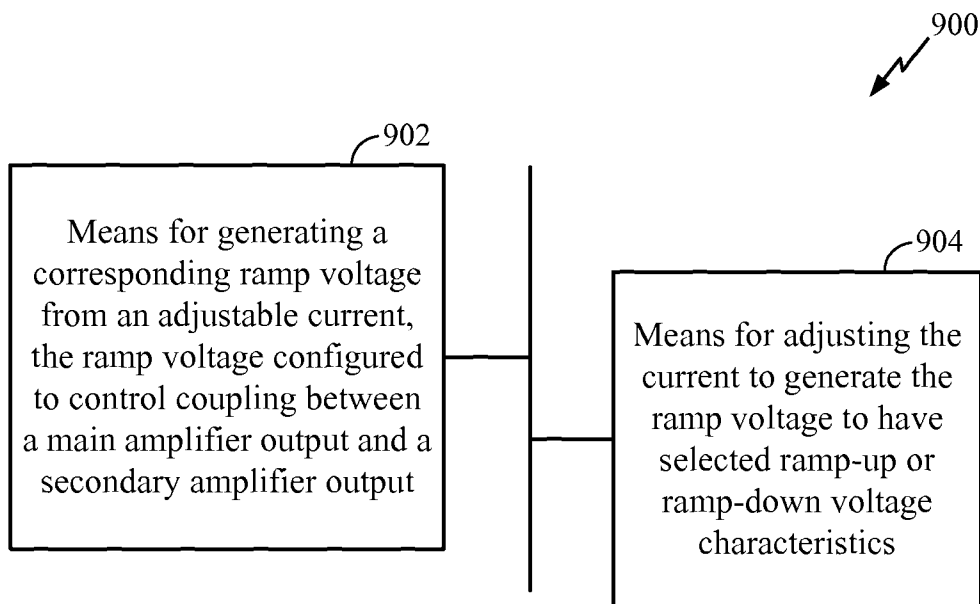 900
902
Means for generating a
corresponding ramp voltage
from an adjustable current,
the ramp voltage configured
to control coupling between
a main amplifier output and a
secondary amplifier output
904
Means for adjusting the
current to generate the
ramp voltage to have
selected ramp-up or
ramp-down voltage
characteristics